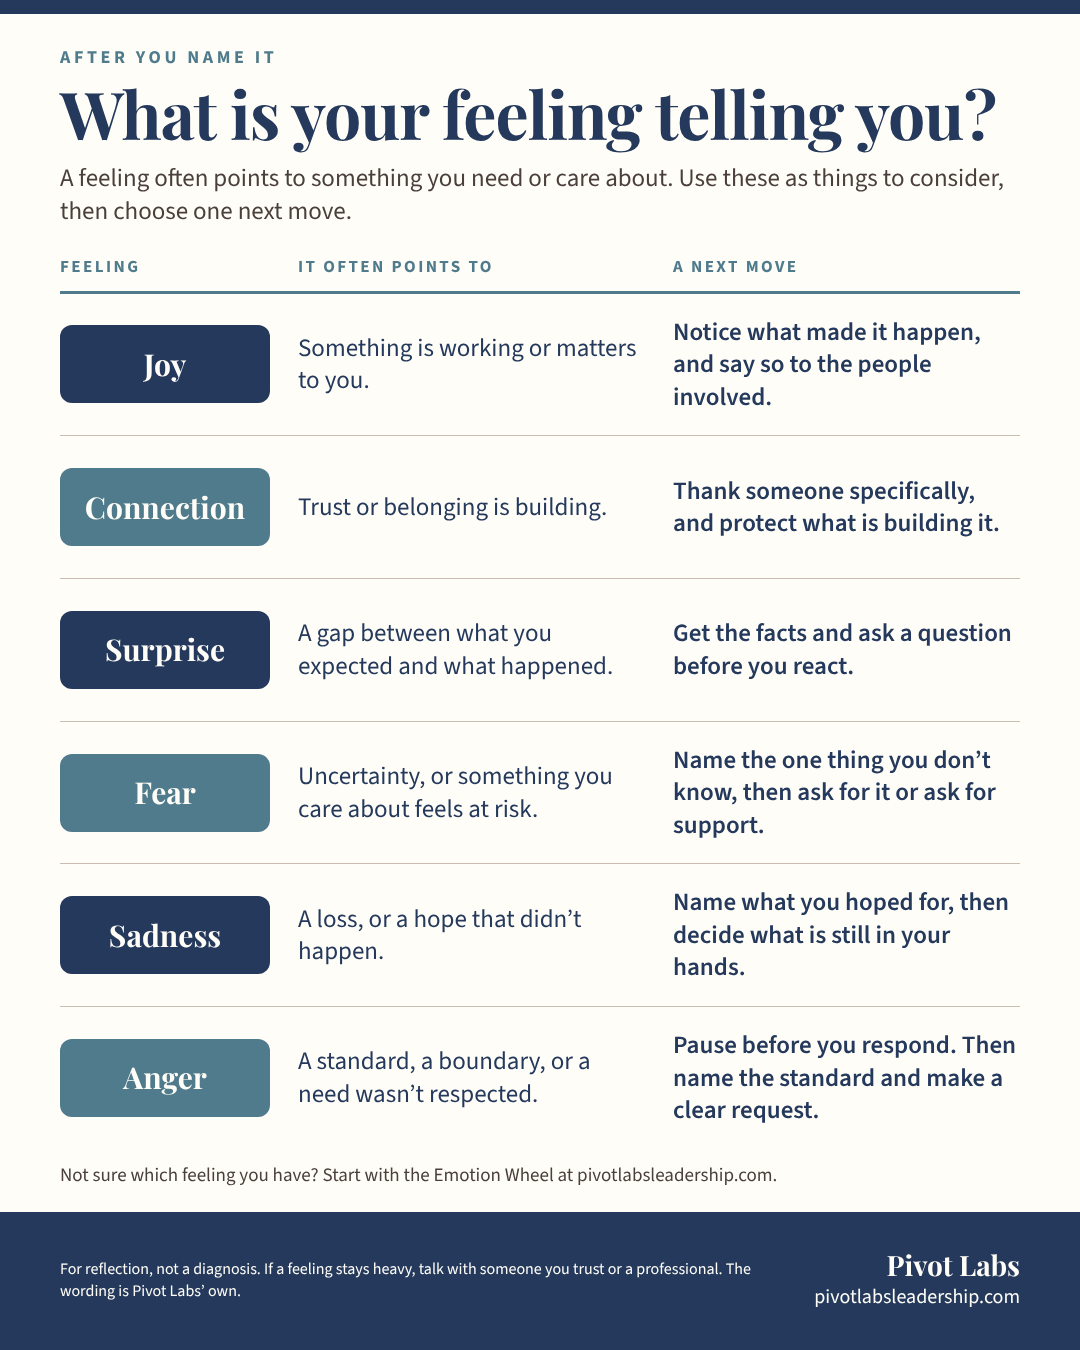 AFTER YOU NAME IT
What is your feeling telling you?
A feeling often points to something you need or care about. Use these as things to consider,
then choose one next move.
FEELING
IT OFTEN POINTS TO
A NEXT MOVE
Joy
Something is working or matters
to you.
Notice what made it happen,
and say so to the people
involved.
Connection
Trust or belonging is building.
Thank someone specifically,
and protect what is building it.
Surprise
A gap between what you
expected and what happened.
Get the facts and ask a question
before you react.
Fear
Uncertainty, or something you
care about feels at risk.
Name the one thing you don’t
know, then ask for it or ask for
support.
Sadness
A loss, or a hope that didn’t
happen.
Name what you hoped for, then
decide what is still in your
hands.
Anger
A standard, a boundary, or a
need wasn’t respected.
Pause before you respond. Then
name the standard and make a
clear request.
Not sure which feeling you have? Start with the Emotion Wheel at pivotlabsleadership.com.
For reflection, not a diagnosis. If a feeling stays heavy, talk with someone you trust or a professional. The
wording is Pivot Labs’ own.
Pivot Labs
pivotlabsleadership.com